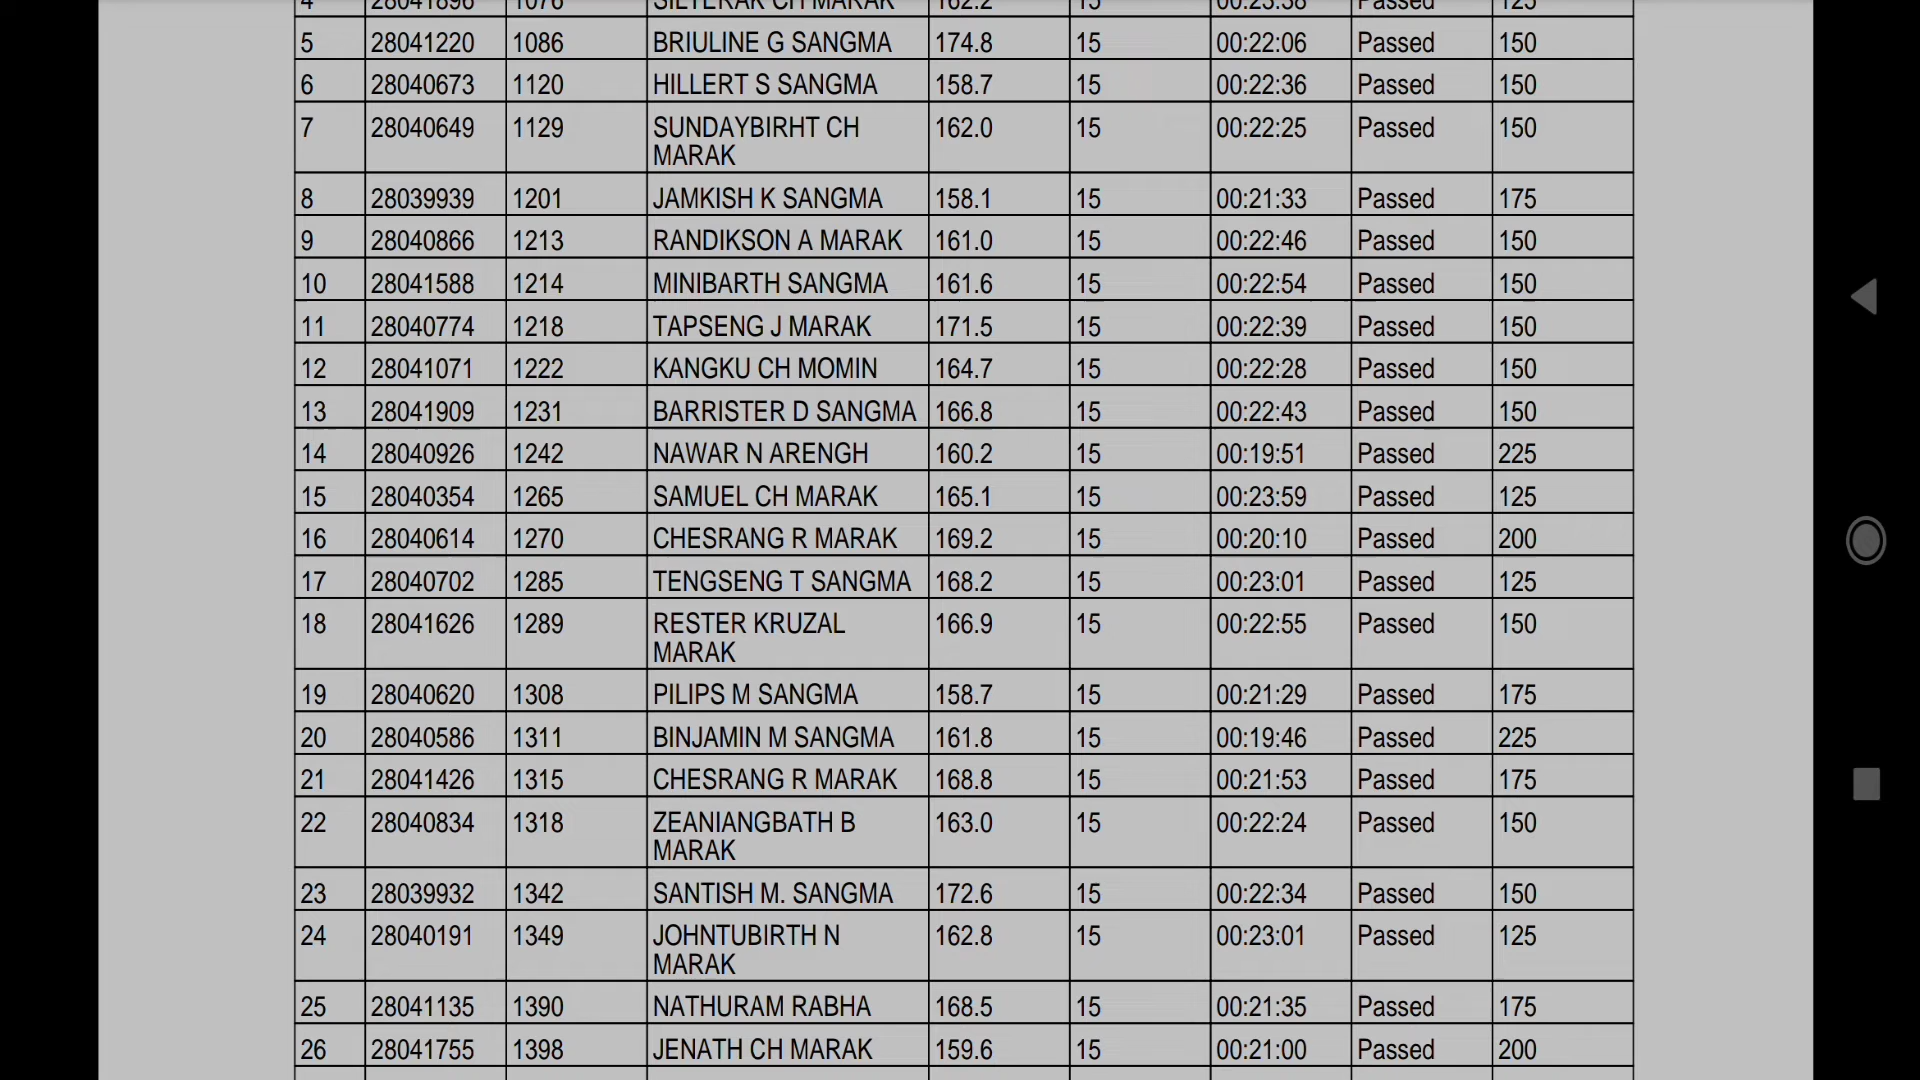 4 28041896 1076 SILTERAK CH MARAK 162.2 15 00:23:38 Passed 125
5 28041220 1086 BRIULINE G SANGMA 174.8 15 00:22:06 Passed 150
6 28040673 1120 HILLERT S SANGMA 158.7 15 00:22:36 Passed 150
7 28040649 1129 SUNDAYBIRHT CH 162.0 15 00:22:25 Passed 150
MARAK
8 28039939 1201 JAMKISH K SANGMA 158.1 15 00:21:33 Passed 175
9 28040866 1213 RANDIKSON A MARAK 161.0 15 00:22:46 Passed 150
10 28041588 1214 MINIBARTH SANGMA 161.6 15 00:22:54 Passed 150
11 28040774 1218 TAPSENG J MARAK 171.5 15 00:22:39 Passed 150
12 28041071 1222 KANGKU CH MOMIN 164.7 15 00:22:28 Passed 150
13 28041909 1231 BARRISTER D SANGMA 166.8 15 00:22:43 Passed 150
14 28040926 1242 NAWAR N ARENGH 160.2 15 00:19:51 Passed 225
15 28040354 1265 SAMUEL CH MARAK 165.1 15 00:23:59 Passed 125
16 28040614 1270 CHESRANG R MARAK 169.2 15 00:20:10 Passed 200
17 28040702 1285 TENGSENG T SANGMA 168.2 15 00:23:01 Passed 125
18 28041626 1289 RESTER KRUZAL 166.9 15 00:22:55 Passed 150
MARAK
19 28040620 1308 PILIPS M SANGMA 158.7 15 00:21:29 Passed 175
20 28040586 1311 BINJAMIN M SANGMA 161.8 15 00:19:46 Passed 225
21 28041426 1315 CHESRANG R MARAK 168.8 15 00:21:53 Passed 175
22 28040834 1318 ZEANIANGBATH B 163.0 15 00:22:24 Passed 150
MARAK
23 28039932 1342 SANTISH M. SANGMA 172.6 15 00:22:34 Passed 150
24 28040191 1349 JOHNTUBIRTH N 162.8 15 00:23:01 Passed 125
MARAK
25 28041135 1390 NATHURAM RABHA 168.5 15 00:21:35 Passed 175
26 28041755 1398 JENATH CH MARAK 159.6 15 00:21:00 Passed 200